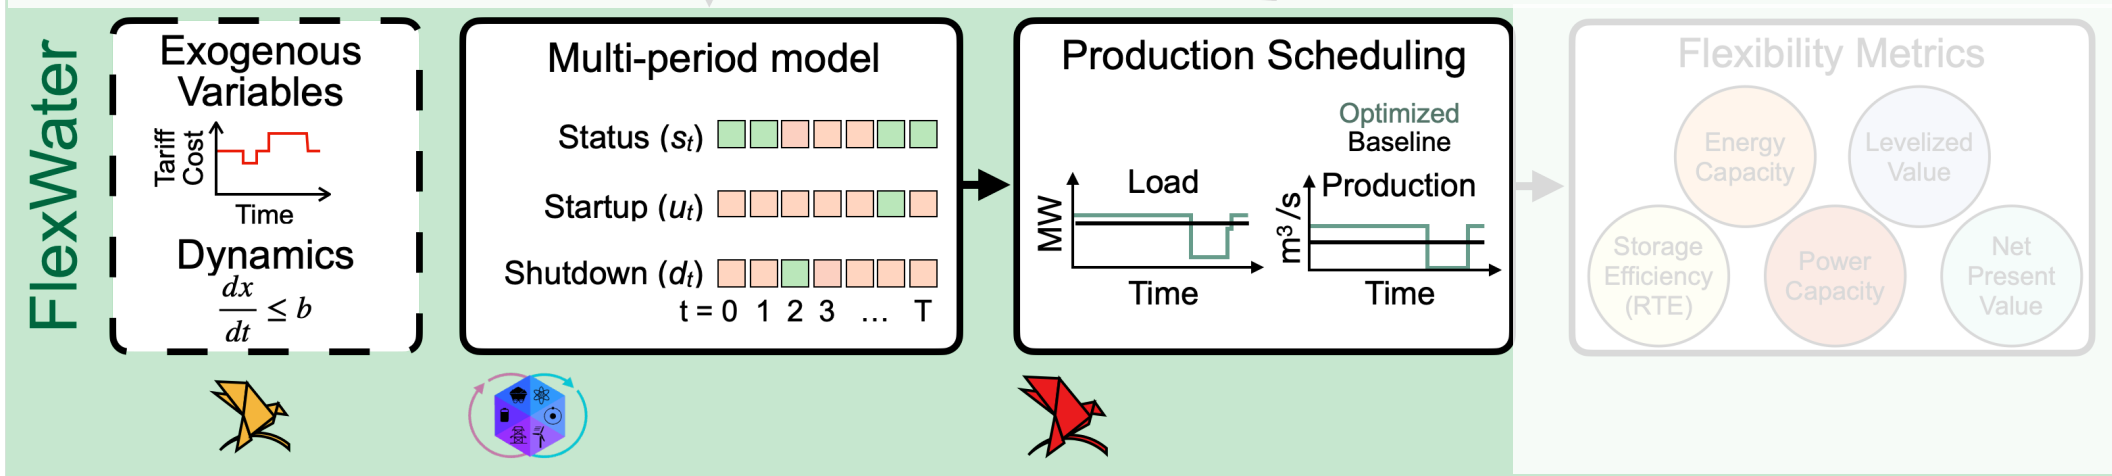 FlexWater
Exogenous
Variables
Tariff
Cost
Time
Dynamics
dx
dt
≤ b
Multi-period model
Status (sₜ)
Startup (uₜ)
Shutdown (dₜ)
t = 0 1 2 3 ... T
Production Scheduling
Optimized
Baseline
Load
MW
Time
Production
m³/s
Time
Flexibility Metrics
Energy
Capacity
Levelized
Value
Storage
Efficiency
(RTE)
Power
Capacity
Net
Present
Value